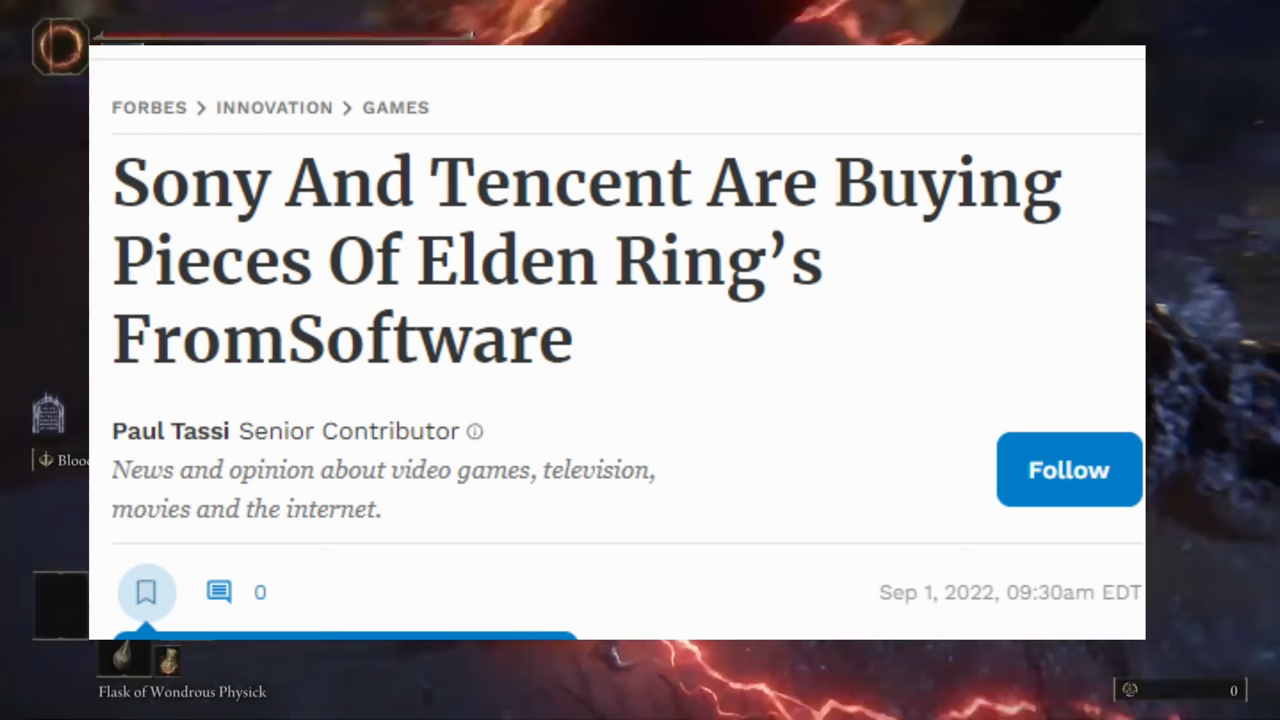 FORBES > INNOVATION > GAMES
Sony And Tencent Are Buying
Pieces Of Elden Ring’s
FromSoftware
Paul Tassi Senior Contributor
News and opinion about video games, television,
movies and the internet.
Follow
0
Sep 1, 2022, 09:30am EDT
Bloo
Flask of Wondrous Physick
0